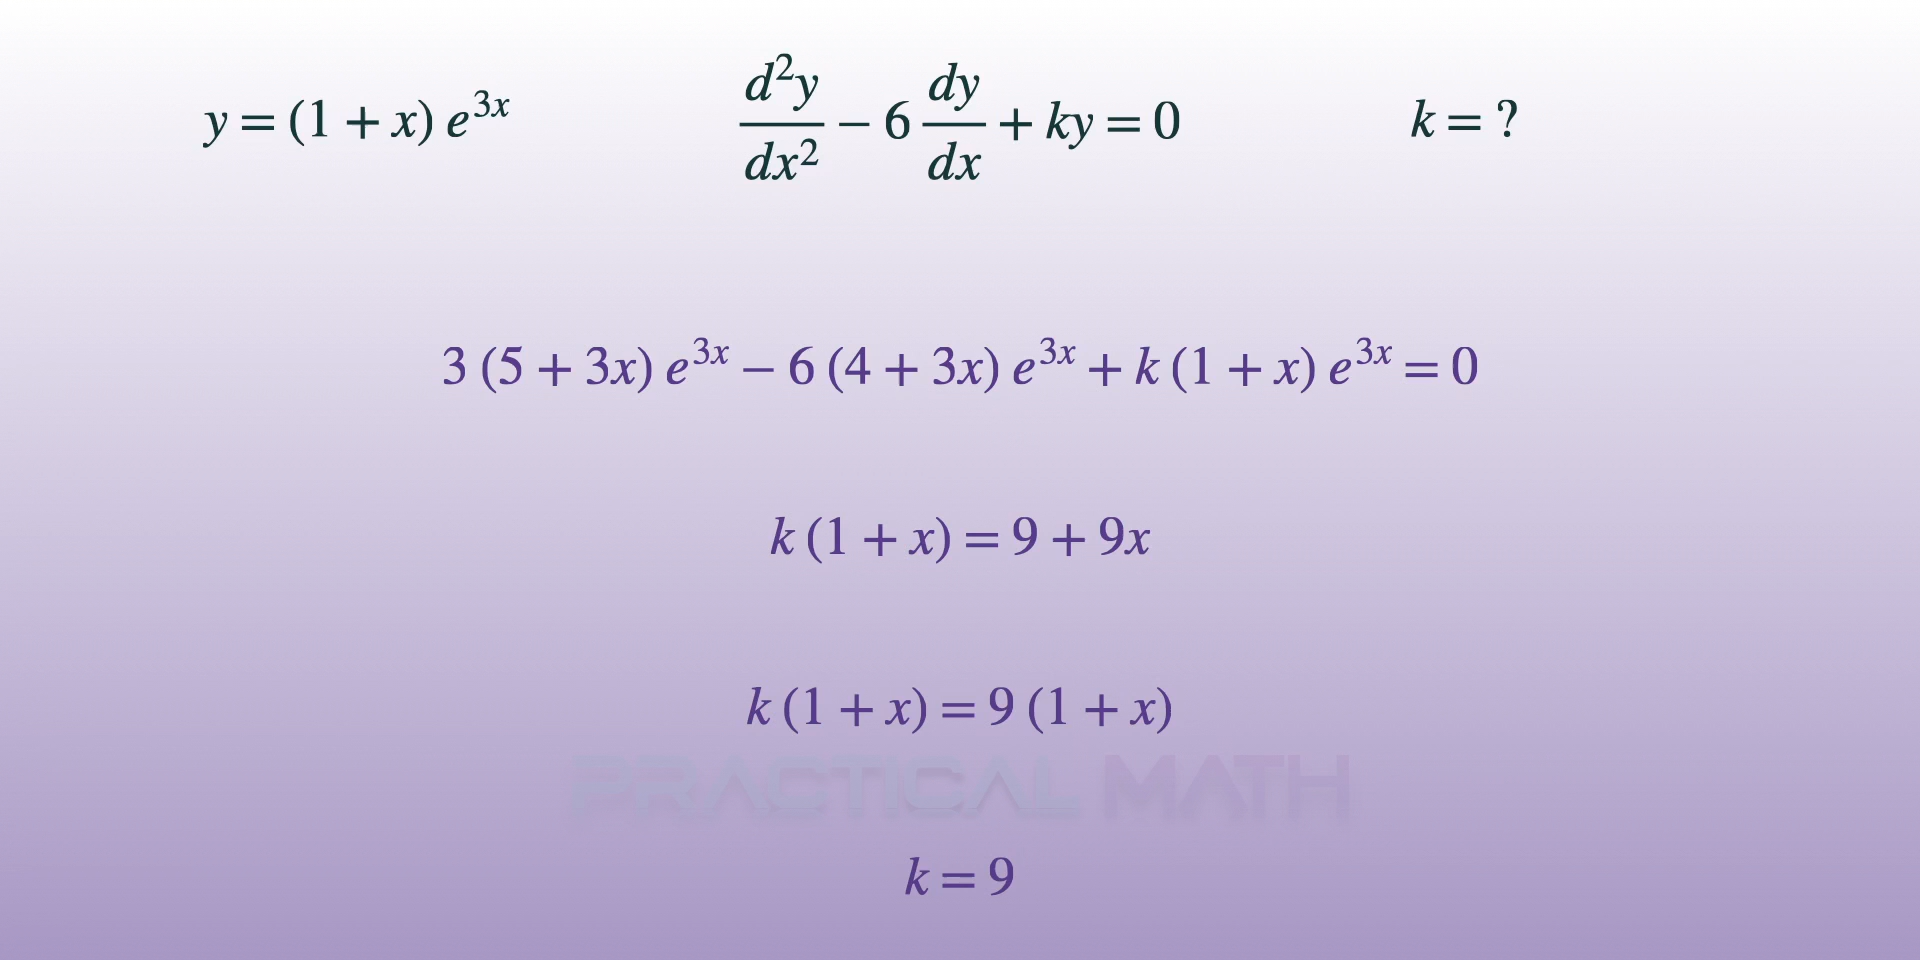 y = (1 + x) e^{3x}    d²y/dx² − 6 dy/dx + ky = 0    k = ?
3 (5 + 3x) e^{3x} − 6 (4 + 3x) e^{3x} + k (1 + x) e^{3x} = 0
k (1 + x) = 9 + 9x
k (1 + x) = 9 (1 + x)
PRACTICAL MATH
k = 9